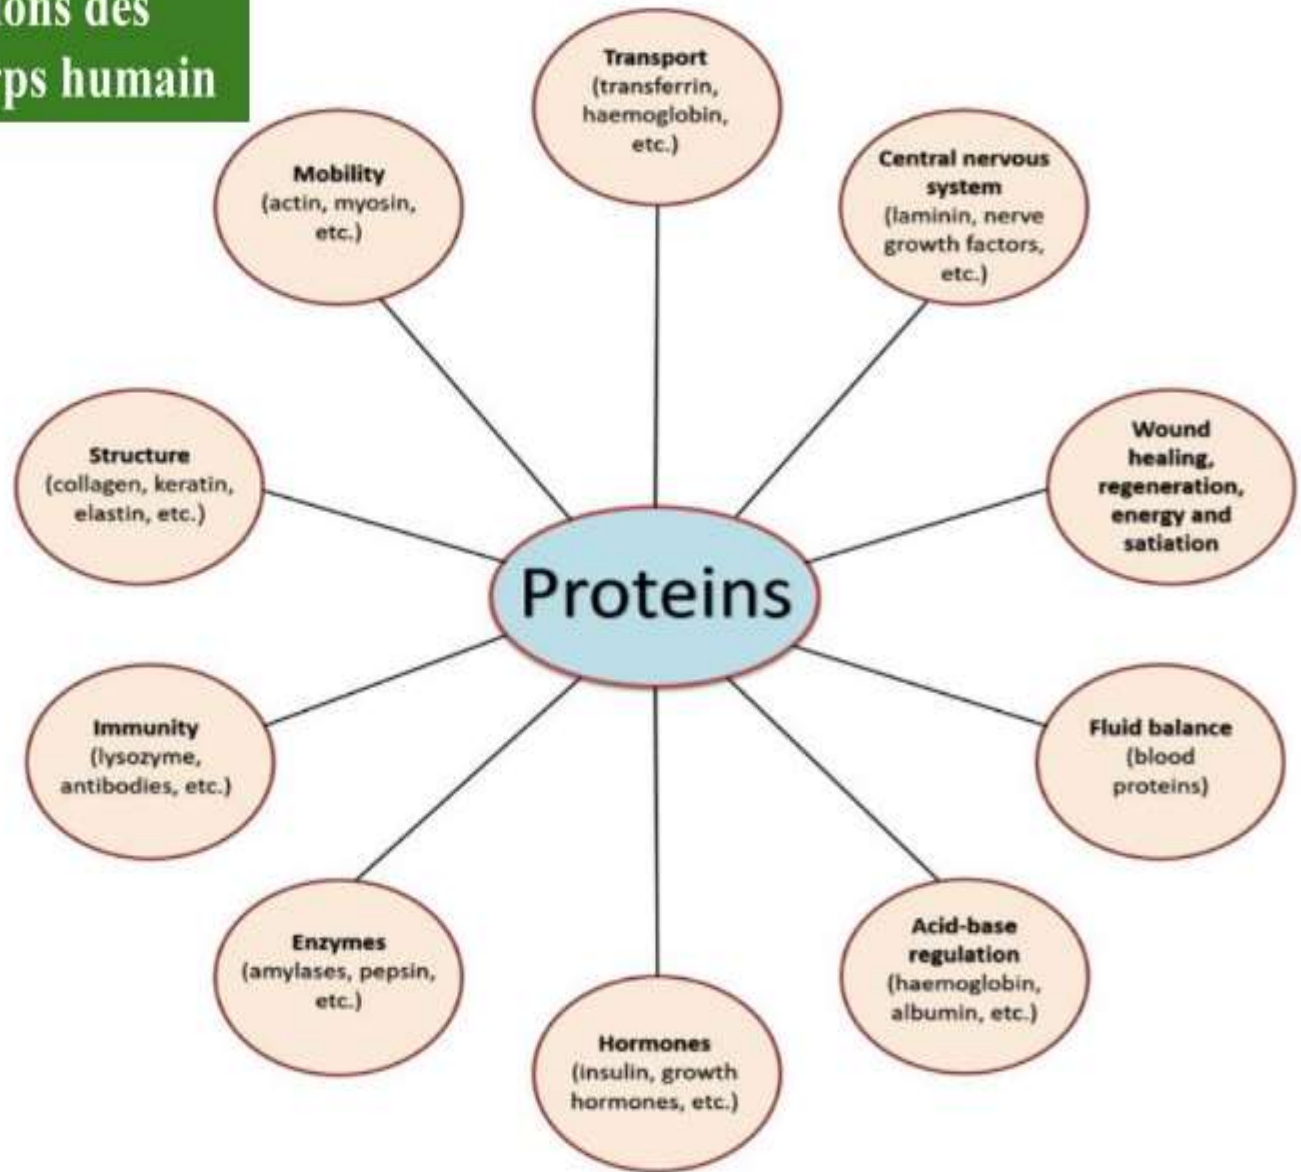 ons des
rps humain
Transport
(transferrin,
haemoglobin,
etc.)
Central nervous
system
(laminin, nerve
growth factors,
etc.)
Wound
healing,
regeneration,
energy and
satiation
Fluid balance
(blood
proteins)
Acid-base
regulation
(haemoglobin,
albumin, etc.)
Hormones
(insulin, growth
hormones, etc.)
Enzymes
(amylases, pepsin,
etc.)
Immunity
(lysozyme,
antibodies, etc.)
Structure
(collagen, keratin,
elastin, etc.)
Mobility
(actin, myosin,
etc.)
Proteins